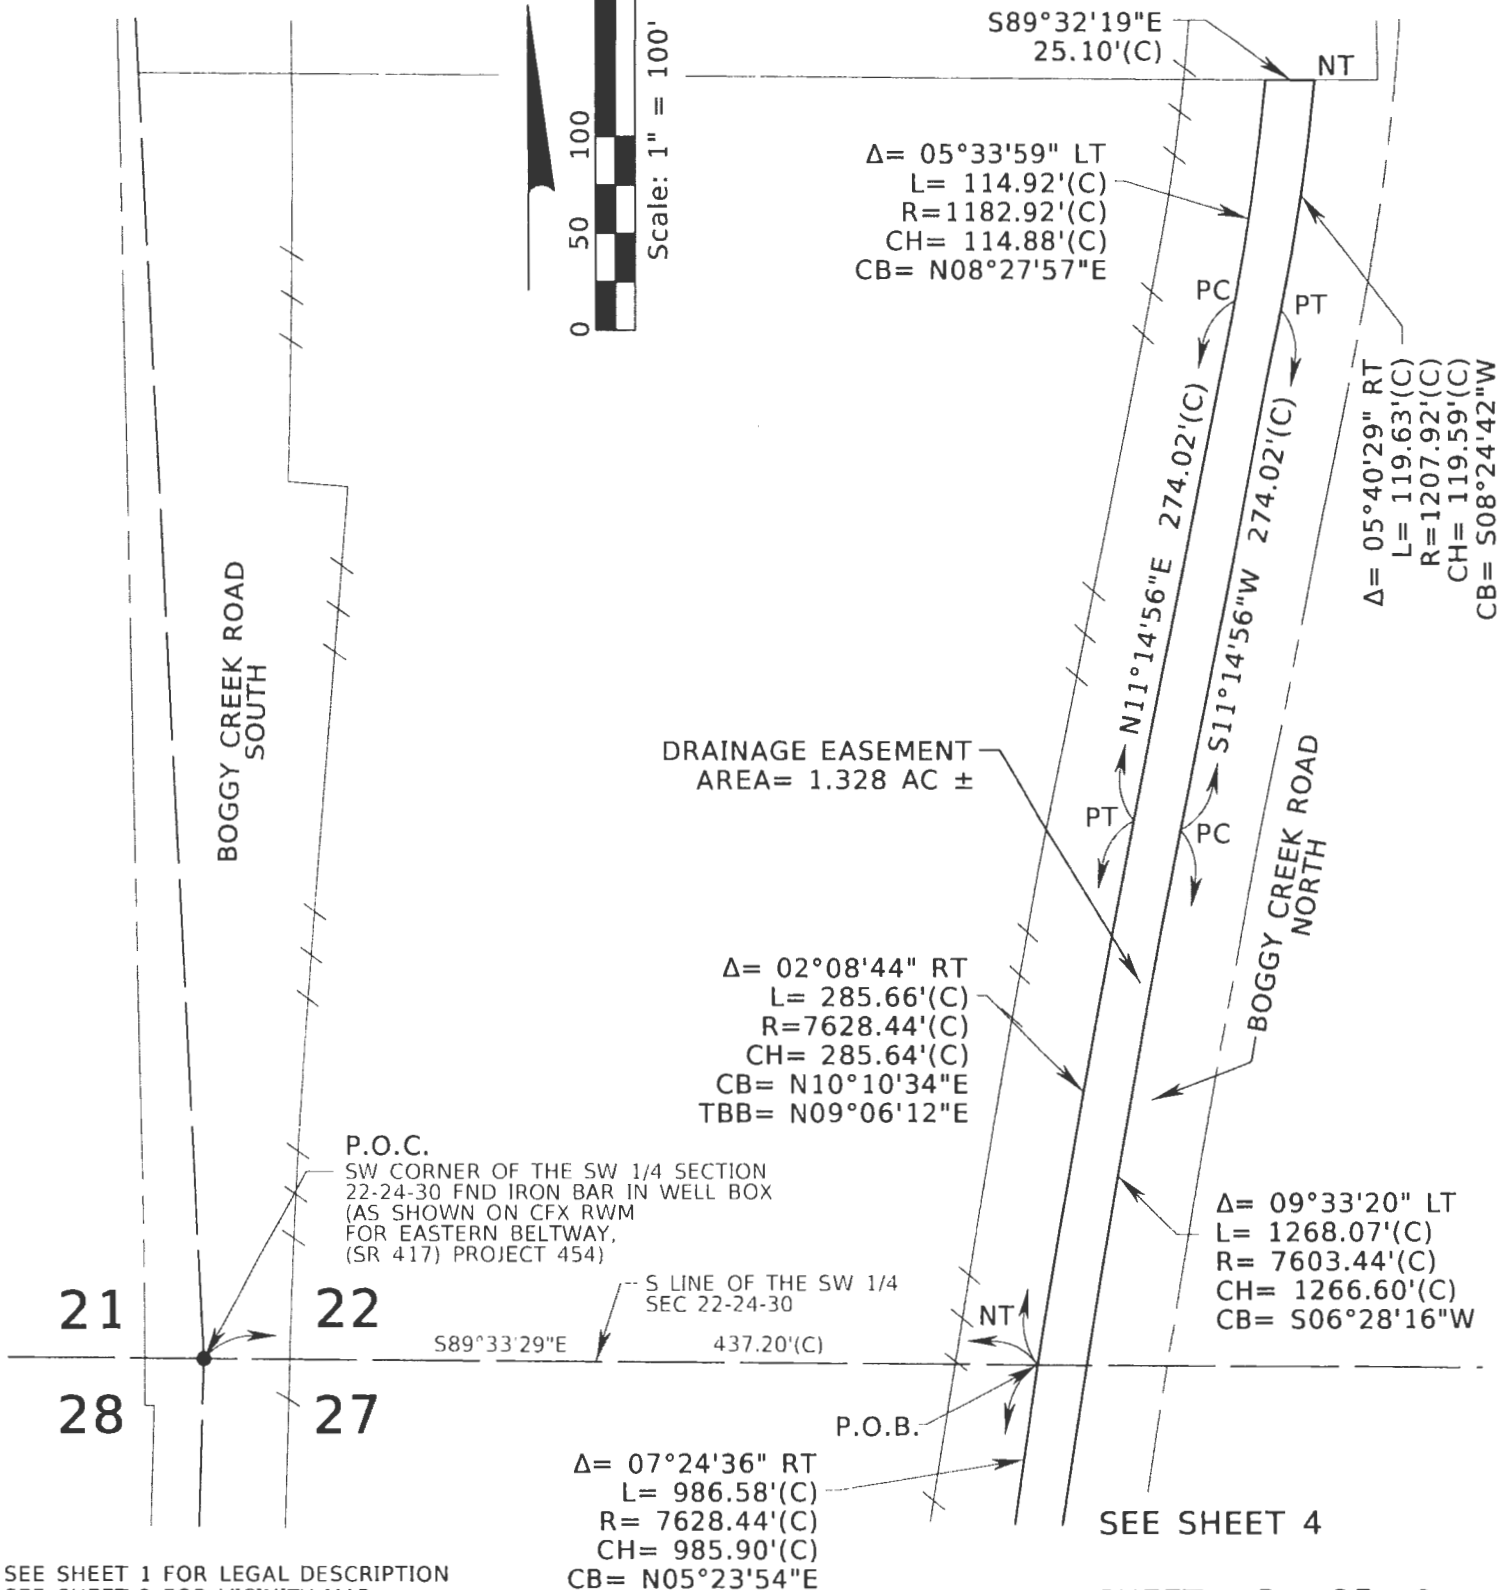 S89°32'19"E
25.10'(C)
NT
Δ= 05°33'59" LT
L= 114.92'(C)
R=1182.92'(C)
CH= 114.88'(C)
CB= N08°27'57"E
0 50 100
Scale: 1" = 100'
PC
PT
Δ= 05°40'29" RT
L= 119.63'(C)
R=1207.92'(C)
CH= 119.59'(C)
CB= S08°24'42"W
N11°14'56"E 274.02'(C)
S11°14'56"W 274.02'(C)
BOGGY CREEK ROAD
SOUTH
DRAINAGE EASEMENT
AREA= 1.328 AC ±
PT
PC
BOGGY CREEK ROAD
NORTH
Δ= 02°08'44" RT
L= 285.66'(C)
R=7628.44'(C)
CH= 285.64'(C)
CB= N10°10'34"E
TBB= N09°06'12"E
P.O.C.
SW CORNER OF THE SW 1/4 SECTION
22-24-30 FND IRON BAR IN WELL BOX
(AS SHOWN ON CFX RWM
FOR EASTERN BELTWAY,
(SR 417) PROJECT 454)
Δ= 09°33'20" LT
L= 1268.07'(C)
R= 7603.44'(C)
CH= 1266.60'(C)
CB= S06°28'16"W
21 22
S LINE OF THE SW 1/4
SEC 22-24-30
NT
S89°33'29"E 437.20'(C)
28 27
P.O.B.
Δ= 07°24'36" RT
L= 986.58'(C)
R= 7628.44'(C)
CH= 985.90'(C)
CB= N05°23'54"E
SEE SHEET 4
SEE SHEET 1 FOR LEGAL DESCRIPTION